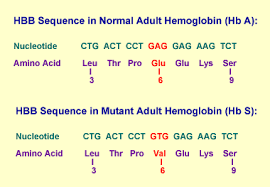 HBB Sequence in Normal Adult Hemoglobin (Hb A):
Nucleotide CTG ACT CCT GAG GAG AAG TCT
Amino Acid Leu Thr Pro Glu Glu Lys Ser
3 6 9
HBB Sequence in Mutant Adult Hemoglobin (Hb S):
Nucleotide CTG ACT CCT GTG GAG AAG TCT
Amino Acid Leu Thr Pro Val Glu Lys Ser
3 6 9